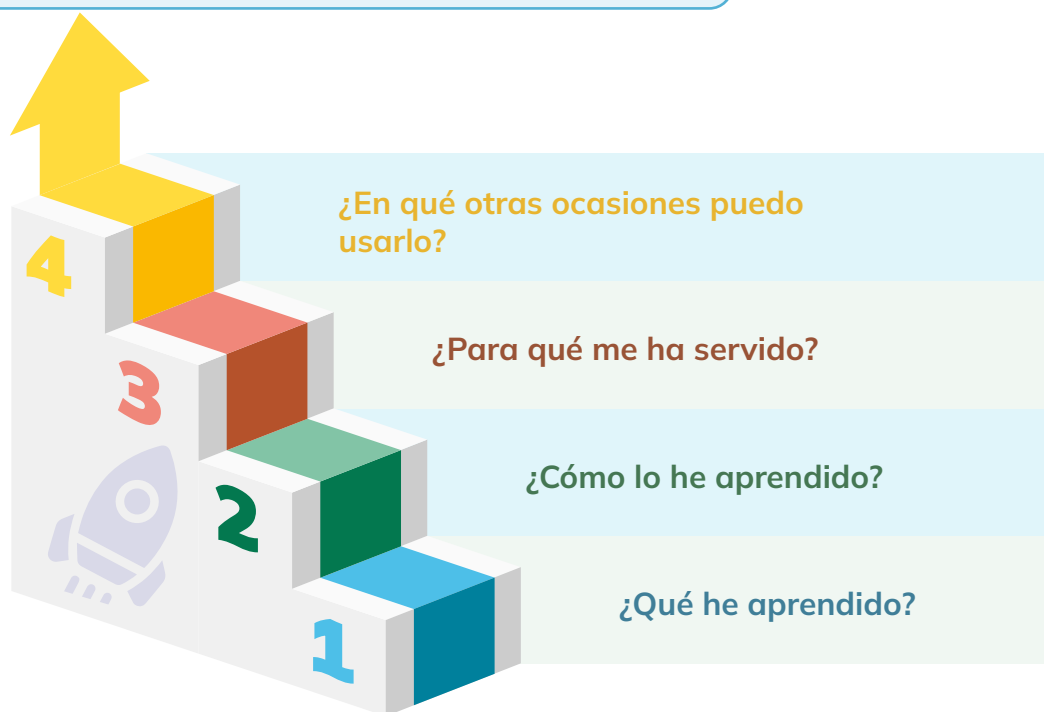 ¿En qué otras ocasiones puedo
usarlo?
4
¿Para qué me ha servido?
3
¿Cómo lo he aprendido?
2
¿Qué he aprendido?
1